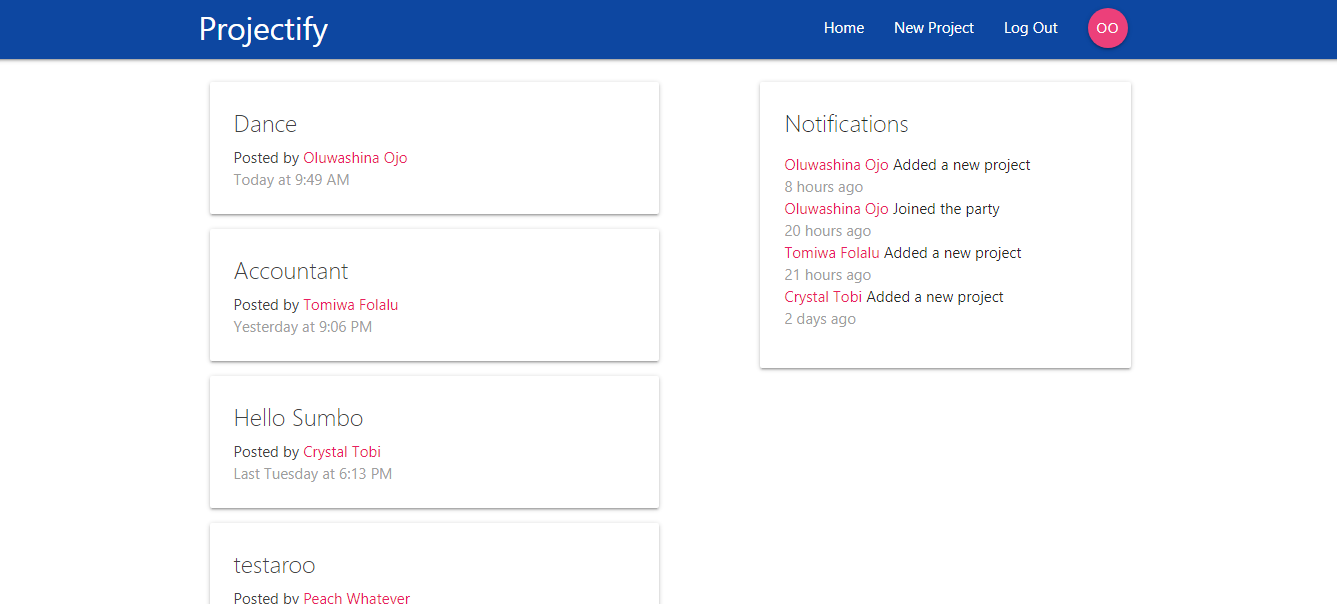 Projectify
Home
New Project
Log Out
OO
Dance
Posted by Oluwashina Ojo
Today at 9:49 AM
Accountant
Posted by Tomiwa Folalu
Yesterday at 9:06 PM
Hello Sumbo
Posted by Crystal Tobi
Last Tuesday at 6:13 PM
testaroo
Posted by Peach Whatever
Notifications
Oluwashina Ojo Added a new project
8 hours ago
Oluwashina Ojo Joined the party
20 hours ago
Tomiwa Folalu Added a new project
21 hours ago
Crystal Tobi Added a new project
2 days ago